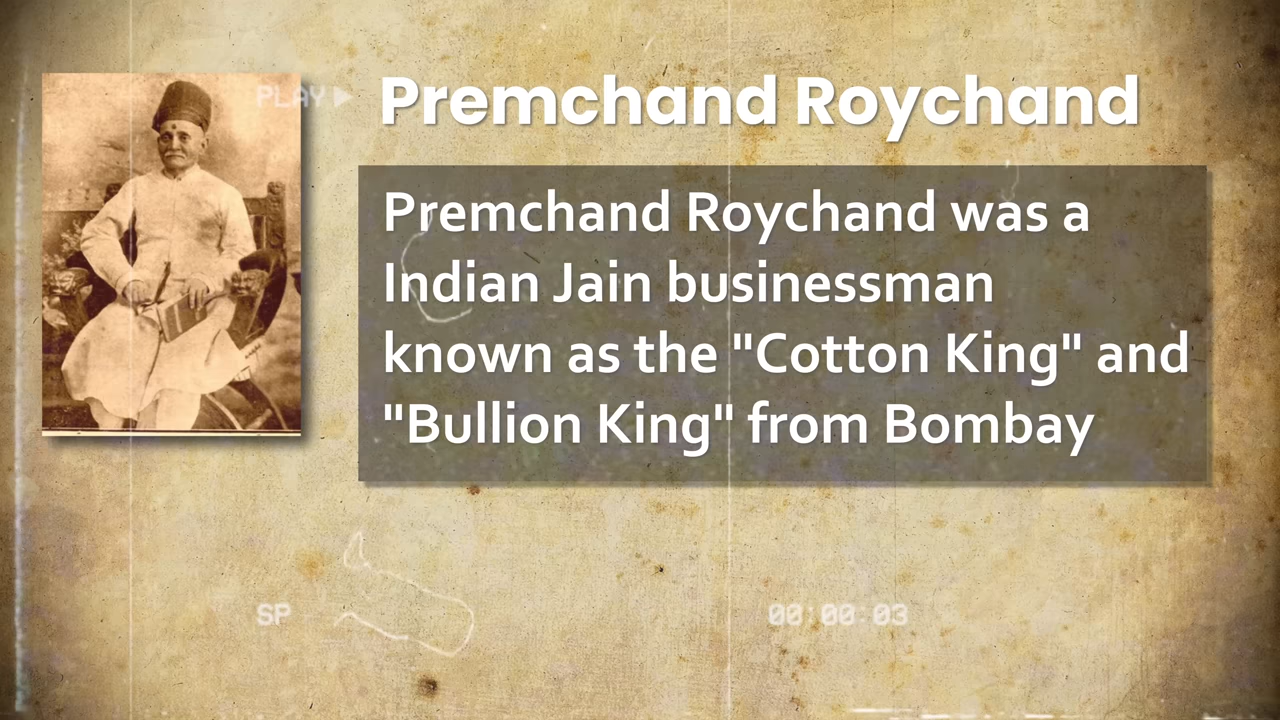 PLAY
Premchand Roychand
Premchand Roychand was a
Indian Jain businessman
known as the "Cotton King" and
"Bullion King" from Bombay
SP
00:00:03